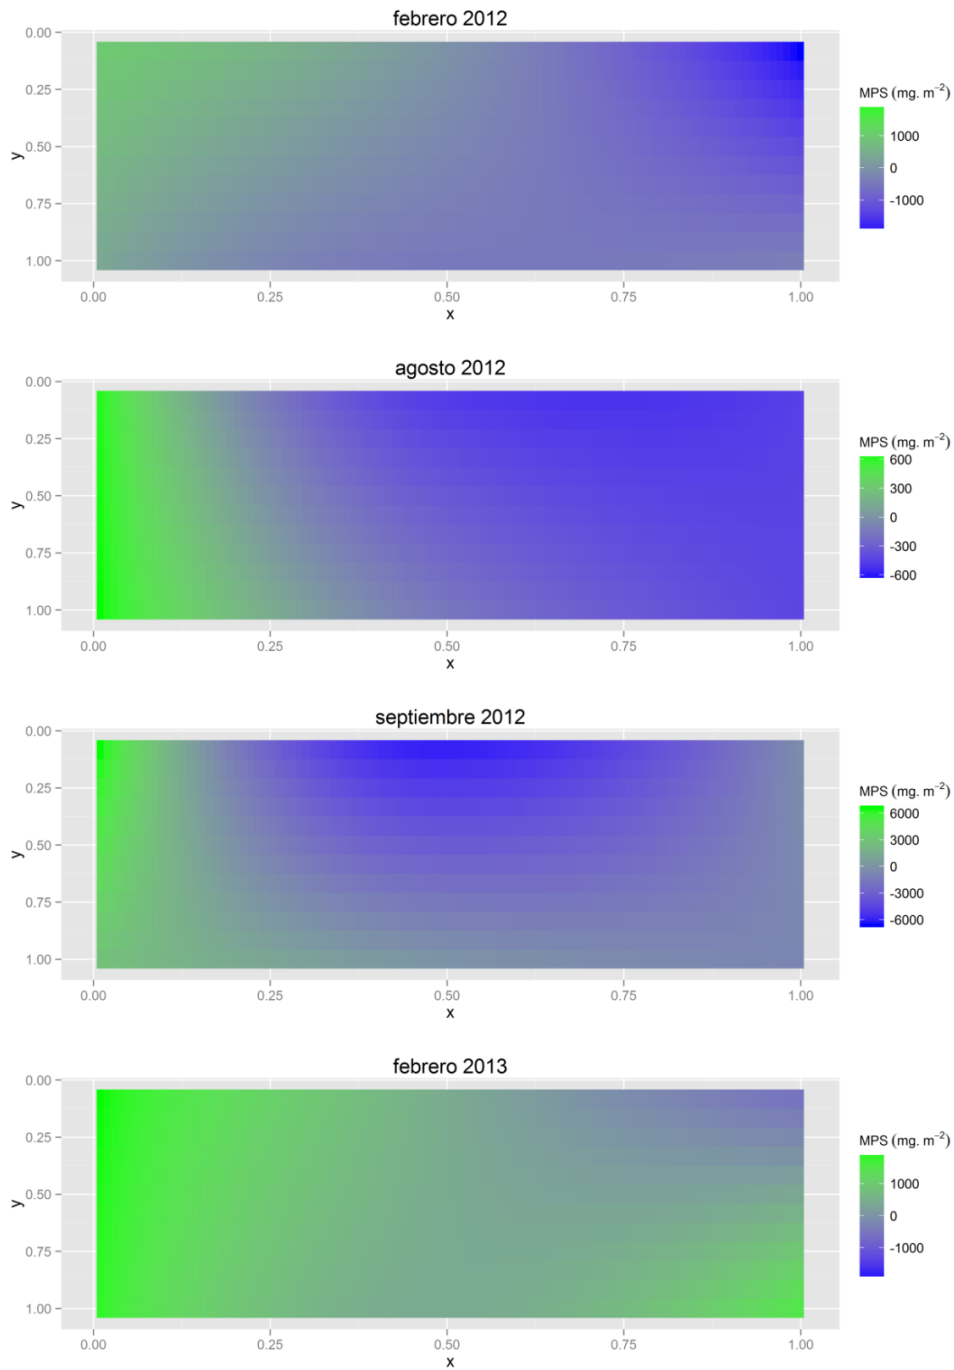 febrero 2012
0.00
0.25
0.50
0.75
1.00
y
0.00 0.25 0.50 0.75 1.00
x
MPS (mg. m⁻²)
1000
0
-1000
agosto 2012
0.00
0.25
0.50
0.75
1.00
y
0.00 0.25 0.50 0.75 1.00
x
MPS (mg. m⁻²)
600
300
0
-300
-600
septiembre 2012
0.00
0.25
0.50
0.75
1.00
y
0.00 0.25 0.50 0.75 1.00
x
MPS (mg. m⁻²)
6000
3000
0
-3000
-6000
febrero 2013
0.00
0.25
0.50
0.75
1.00
y
0.00 0.25 0.50 0.75 1.00
x
MPS (mg. m⁻²)
1000
0
-1000